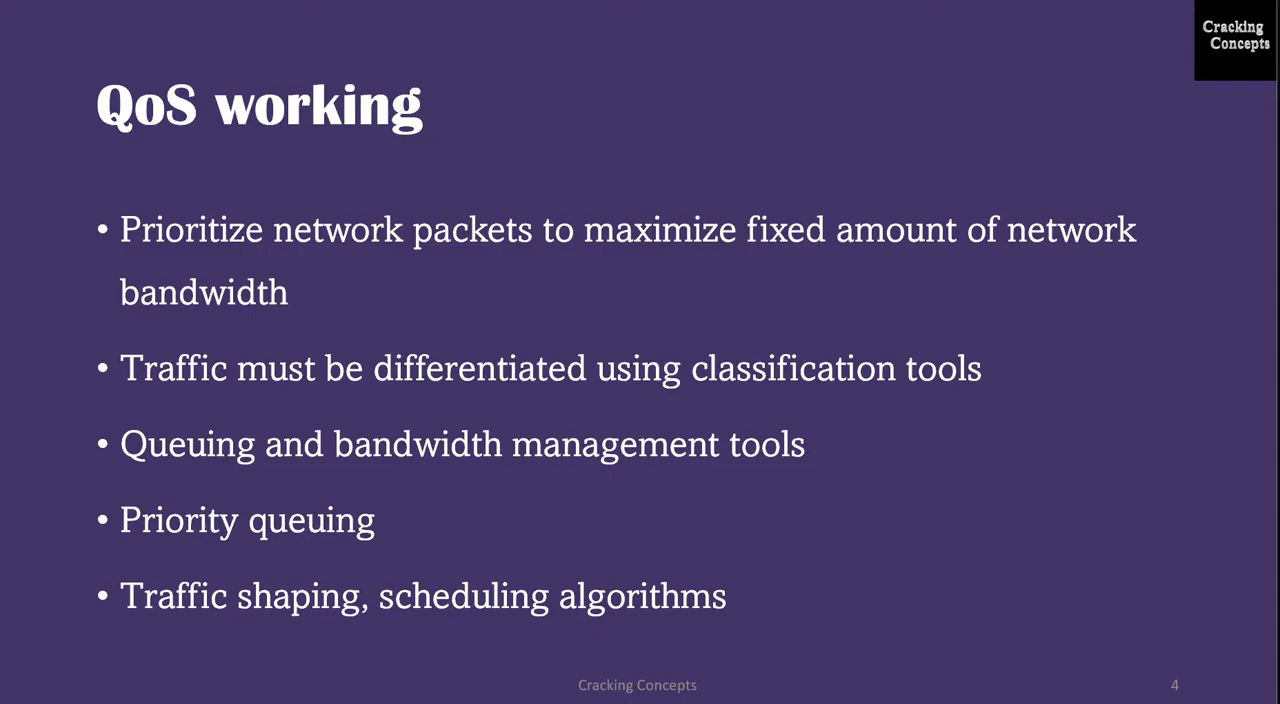 Cracking
Concepts
QoS working
• Prioritize network packets to maximize fixed amount of network
bandwidth
• Traffic must be differentiated using classification tools
• Queuing and bandwidth management tools
• Priority queuing
• Traffic shaping, scheduling algorithms
Cracking Concepts
4